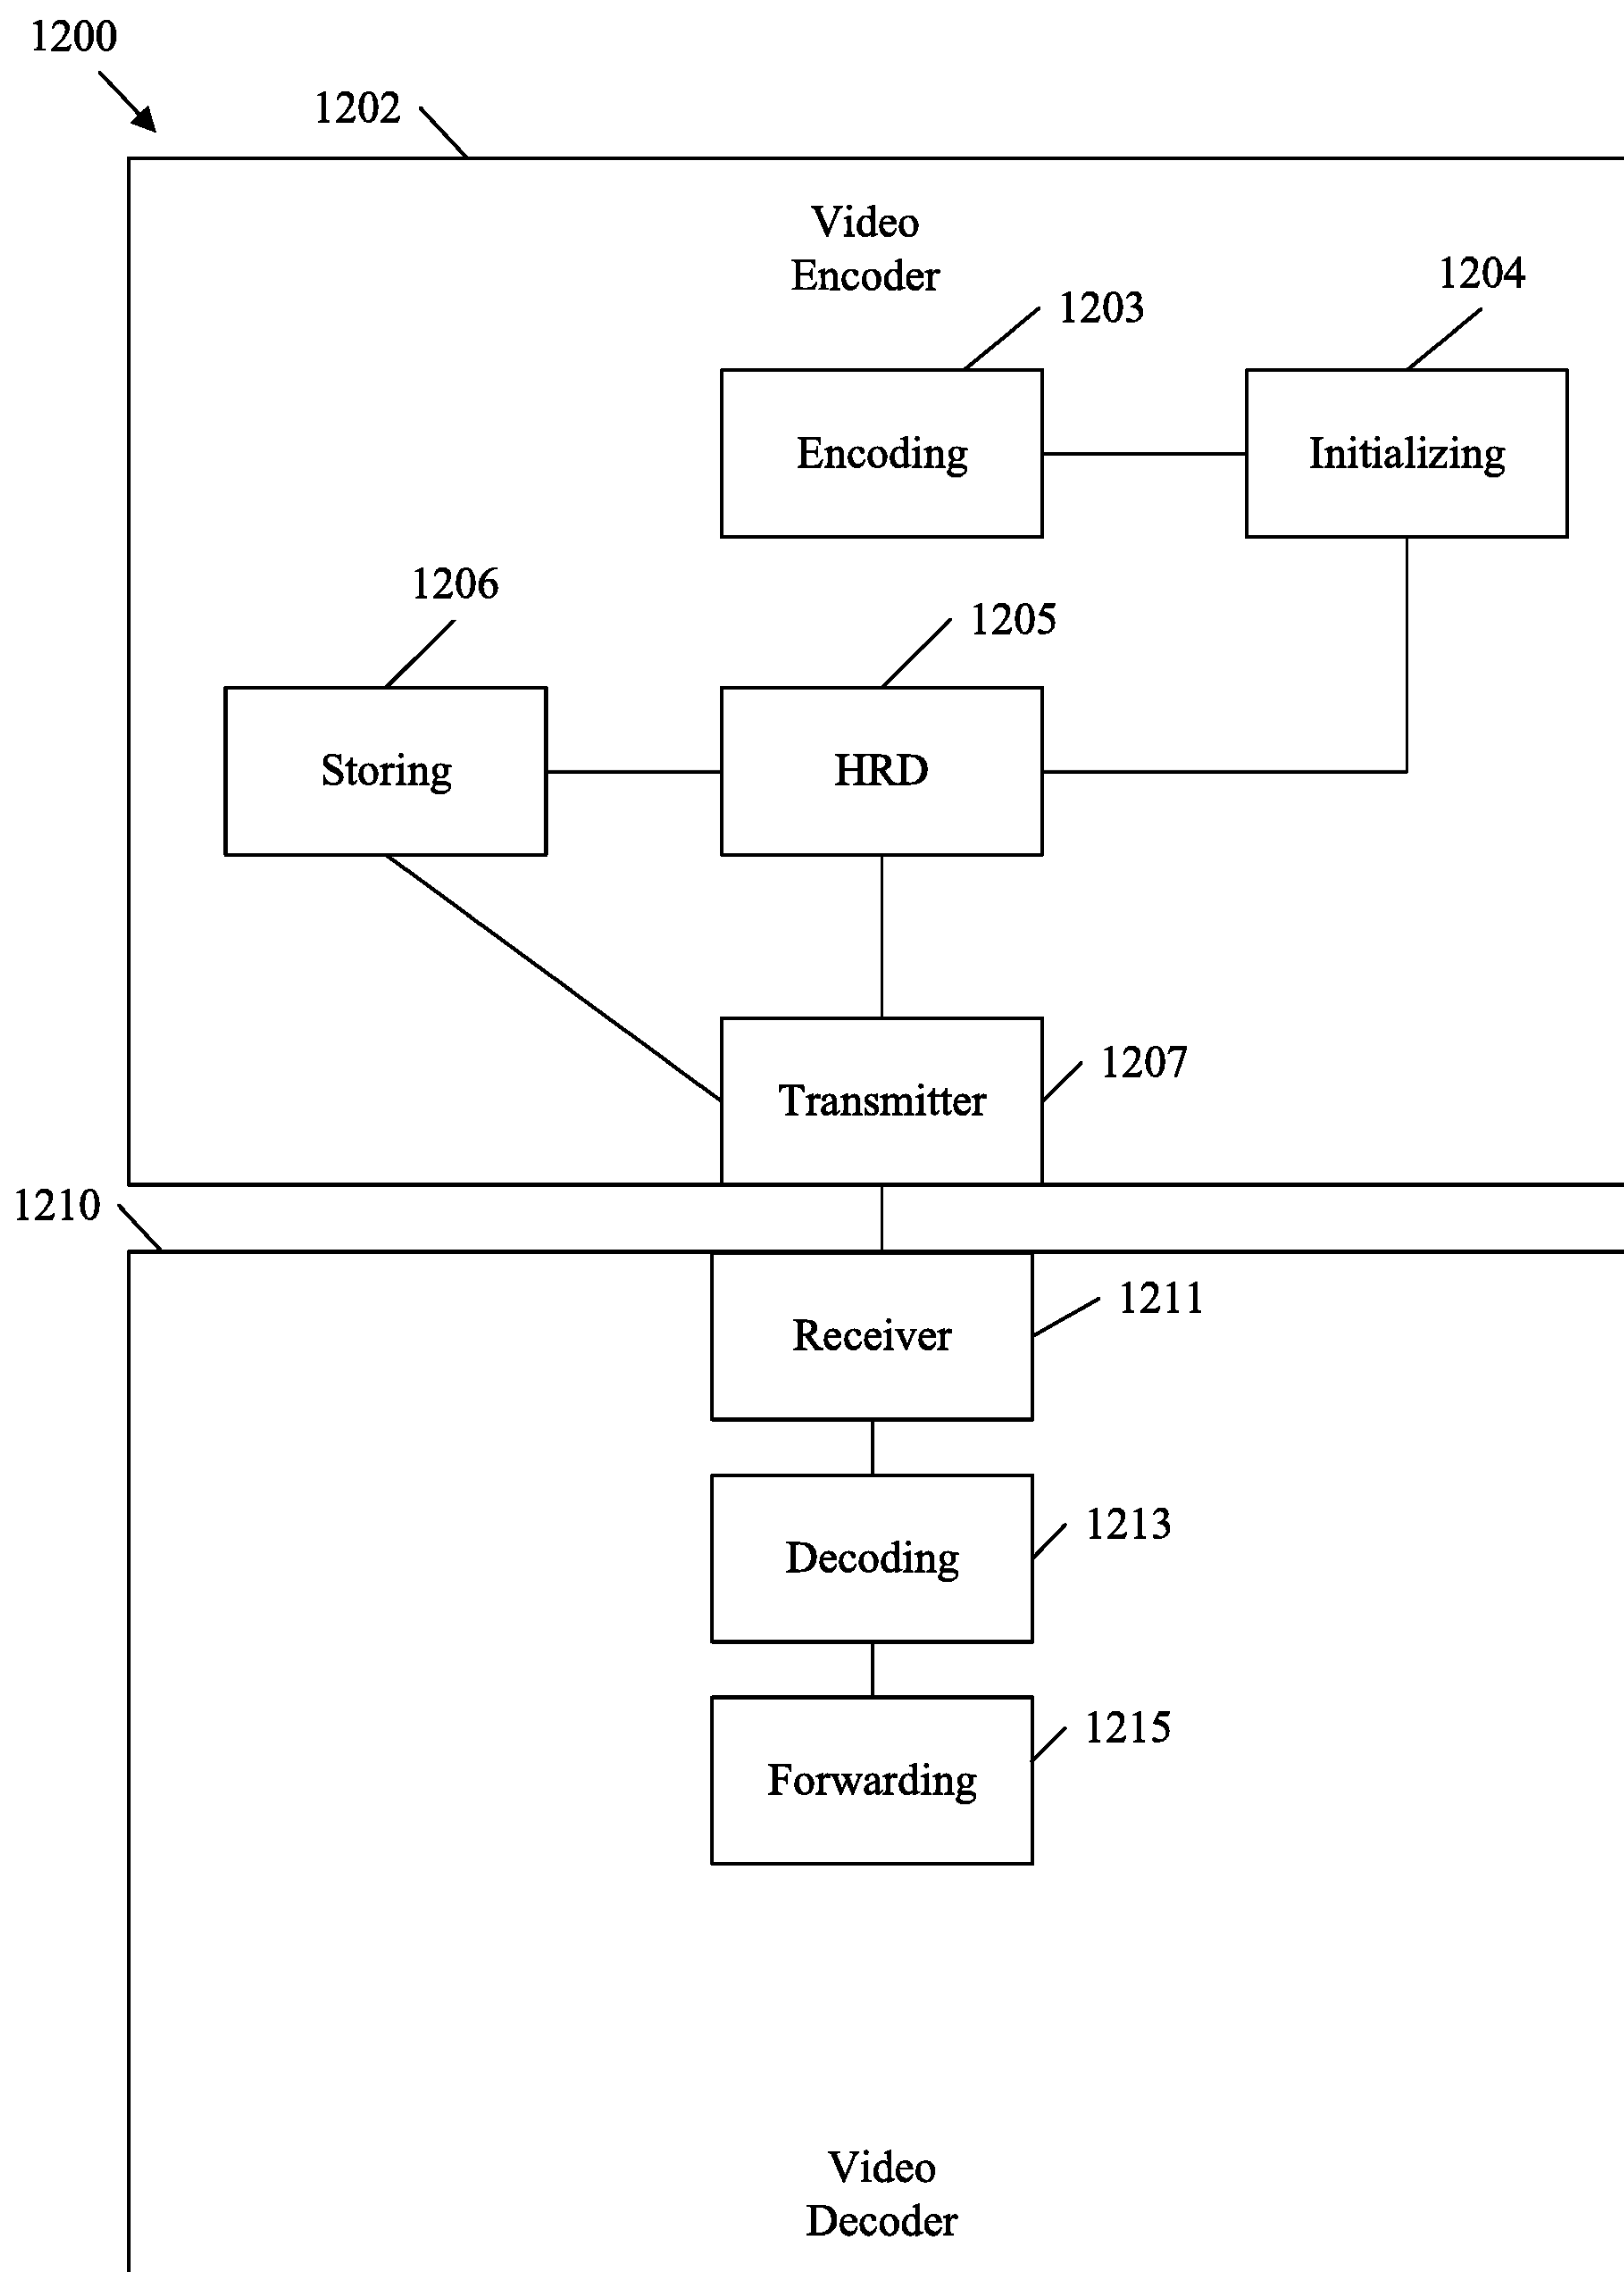 1200
1202
Video
Encoder
1204
1203
Encoding
Initializing
1206
1205
Storing
HRD
1207
Transmitter
1210
1211
Receiver
1213
Decoding
1215
Forwarding
Video
Decoder